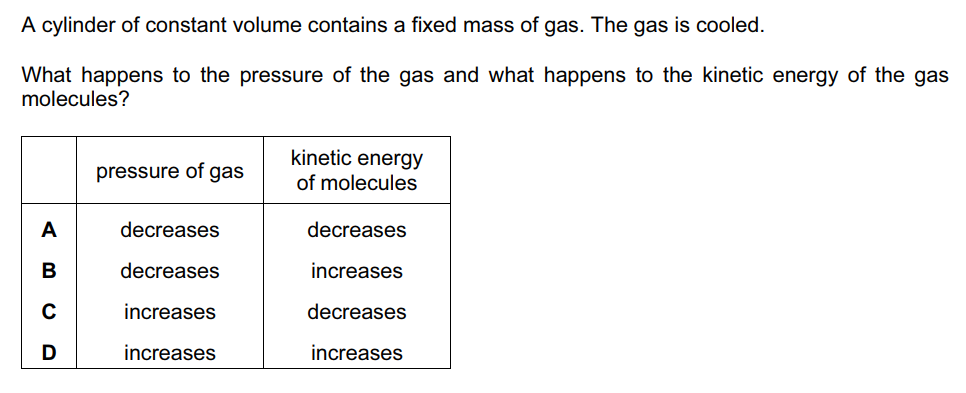 A cylinder of constant volume contains a fixed mass of gas. The gas is cooled.
What happens to the pressure of the gas and what happens to the kinetic energy of the gas
molecules?
pressure of gas
kinetic energy
of molecules
A decreases decreases
B decreases increases
C increases decreases
D increases increases